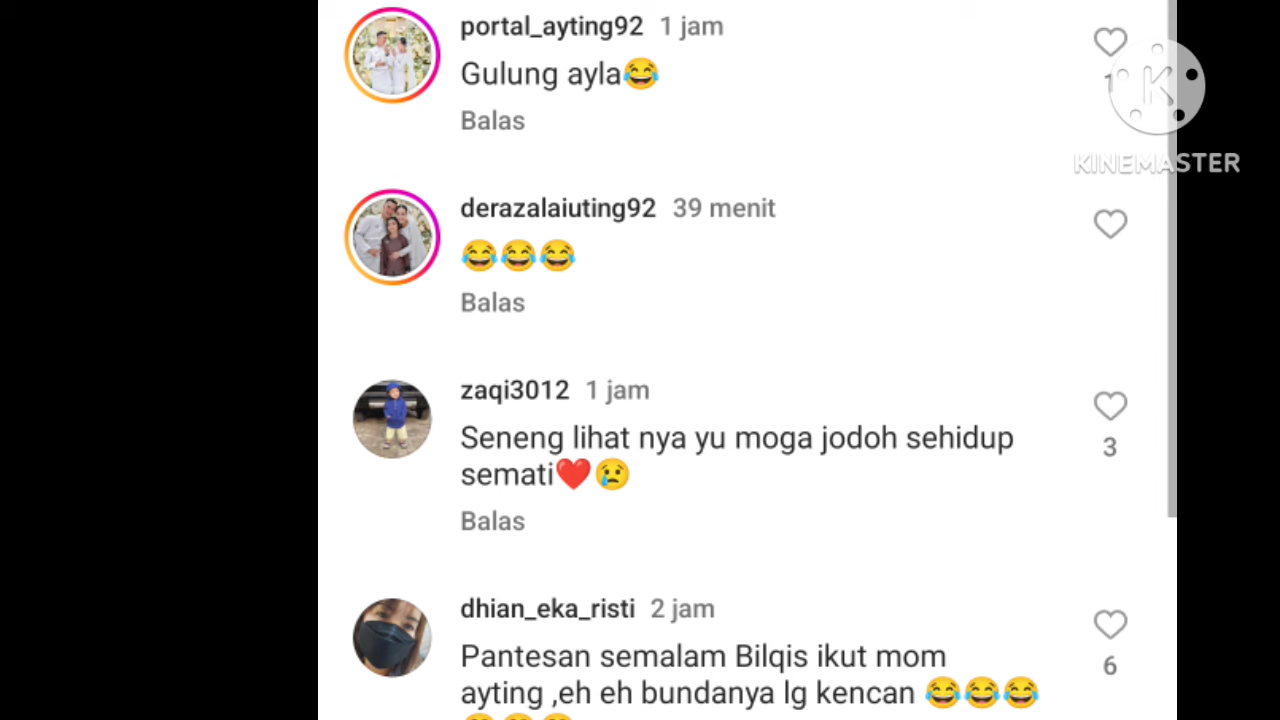 portal_ayting92 1 jam
Gulung ayla😂
1
Balas
K
KINEMASTER
derazalaiuting92 39 menit
😂😂😂
Balas
zaqi3012 1 jam
Seneng lihat nya yu moga jodoh sehidup
semati❤️😢
3
Balas
dhian_eka_risti 2 jam
Pantesan semalam Bilqis ikut mom
6
ayting ,eh eh bundanya lg kencan 😂😂😂